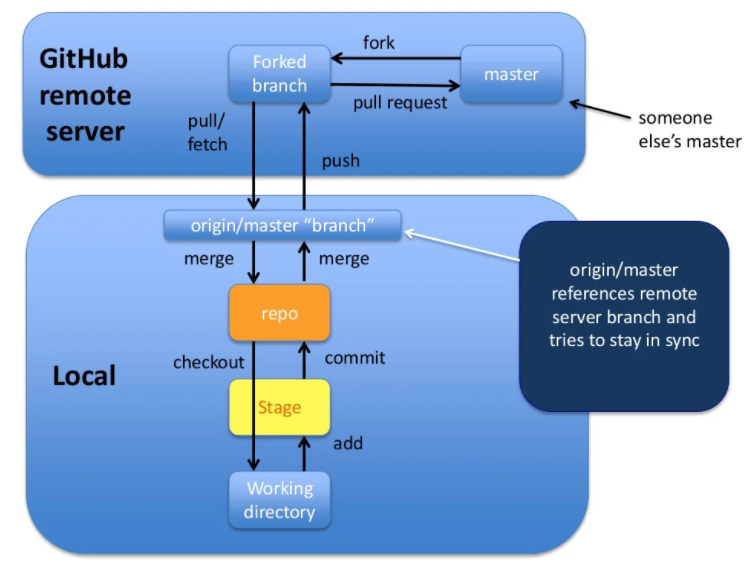 GitHub
remote
server
Forked
branch
fork
master
pull request
someone
else's master
pull/
fetch
push
origin/master “branch”
merge
merge
origin/master
references remote
server branch and
tries to stay in sync
repo
Local
checkout
commit
Stage
add
Working
directory